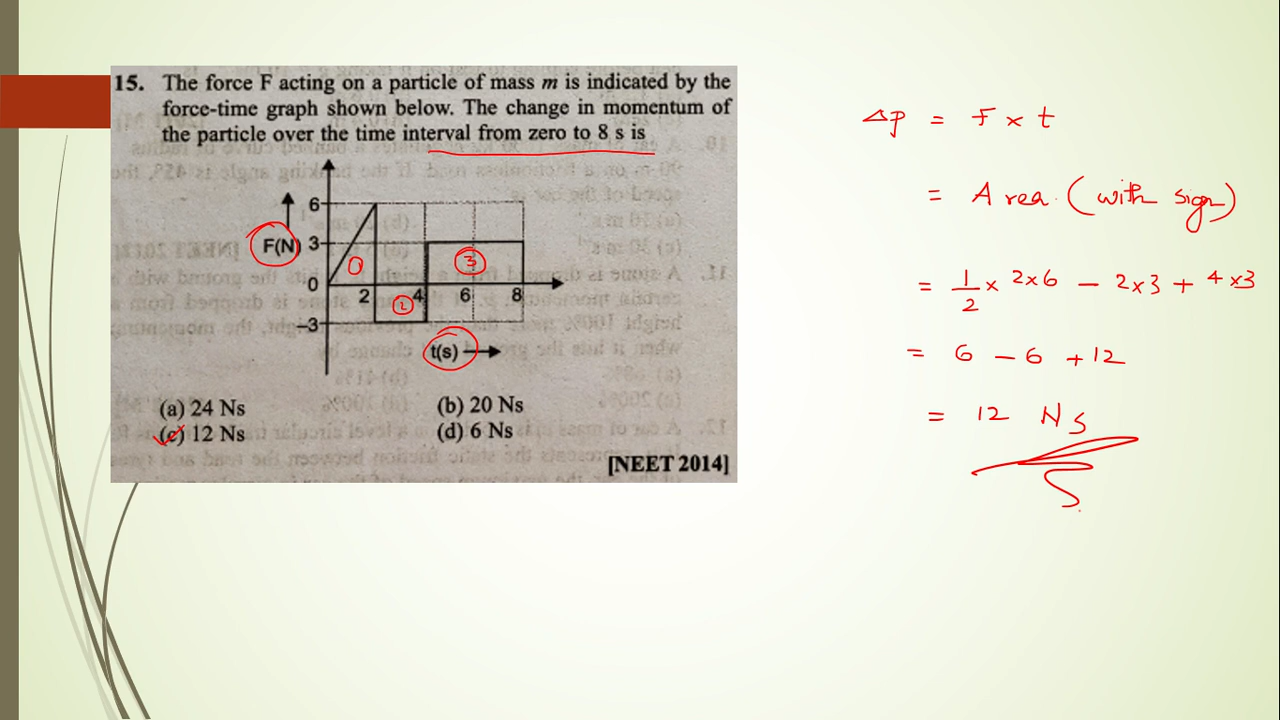 15. The force F acting on a particle of mass m is indicated by the
force-time graph shown below. The change in momentum of
the particle over the time interval from zero to 8 s is
6
F(N) 3
0
2 4 6 8
–3
t(s)
1
2
3
(a) 24 Ns (b) 20 Ns
(c) 12 Ns (d) 6 Ns
[NEET 2014]
Δp = F × t
= Area (with sign)
= 1/2 × 2×6 – 2×3 + 4×3
= 6 – 6 + 12
= 12 Ns